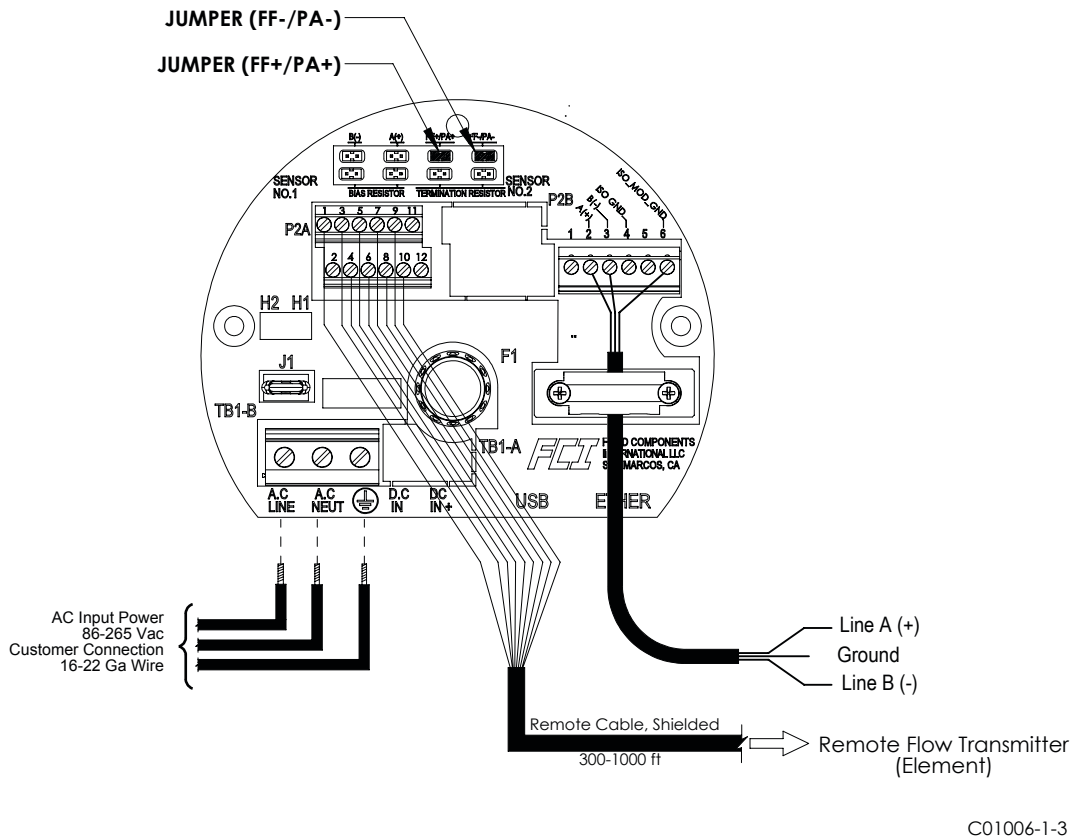 JUMPER (FF-/PA-)
JUMPER (FF+/PA+)
B(-) A(+)
SENSOR NO.1
BIAS RESISTOR
TERMINATION RESISTOR
SENSOR NO.2
P2A
1 3 5 7 9 11
2 4 6 8 10 12
P2B
A(+)
B(-)
ISO GND
ISO_MOD_GND
1 2 3 4 5 6
H2 H1
J1
F1
TB1-B
TB1-A
FCI
COMPONENTS
LLC
MARCOS, CA
A.C LINE
A.C NEUT
D.C IN
DC IN +
USB
AC Input Power
86-265 Vac
Customer Connection
16-22 Ga Wire
Line A (+)
Ground
Line B (-)
Remote Cable, Shielded
300-1000 ft
Remote Flow Transmitter
(Element)
C01006-1-3